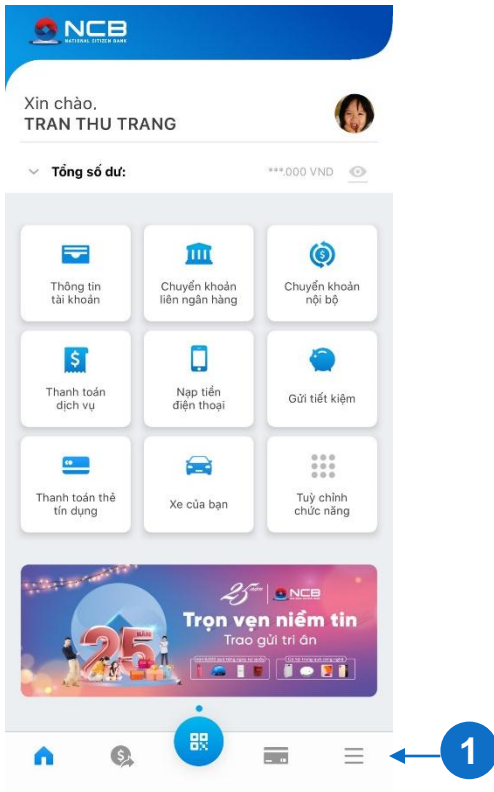 NCB
NATIONAL CITIZEN BANK
Xin chào,
TRAN THU TRANG
Tổng số dư:
***.000 VND
Thông tin
tài khoản
Chuyển khoản
liên ngân hàng
Chuyển khoản
nội bộ
Thanh toán
dịch vụ
Nạp tiền
điện thoại
Gửi tiết kiệm
Thanh toán thẻ
tín dụng
Xe của bạn
Tuỳ chỉnh
chức năng
25 năm
NCB
Trọn vẹn niềm tin
Trao gửi tri ân
25
NĂM
1